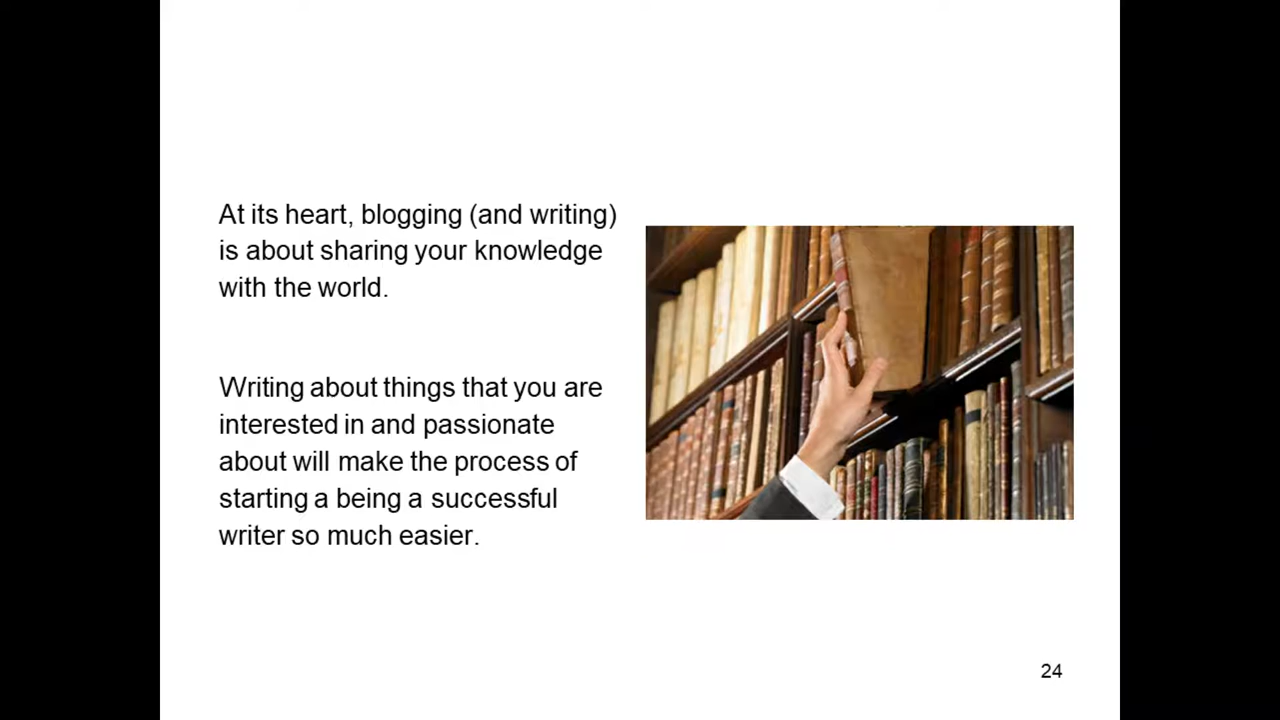 At its heart, blogging (and writing)
is about sharing your knowledge
with the world.
Writing about things that you are
interested in and passionate
about will make the process of
starting a being a successful
writer so much easier.
24